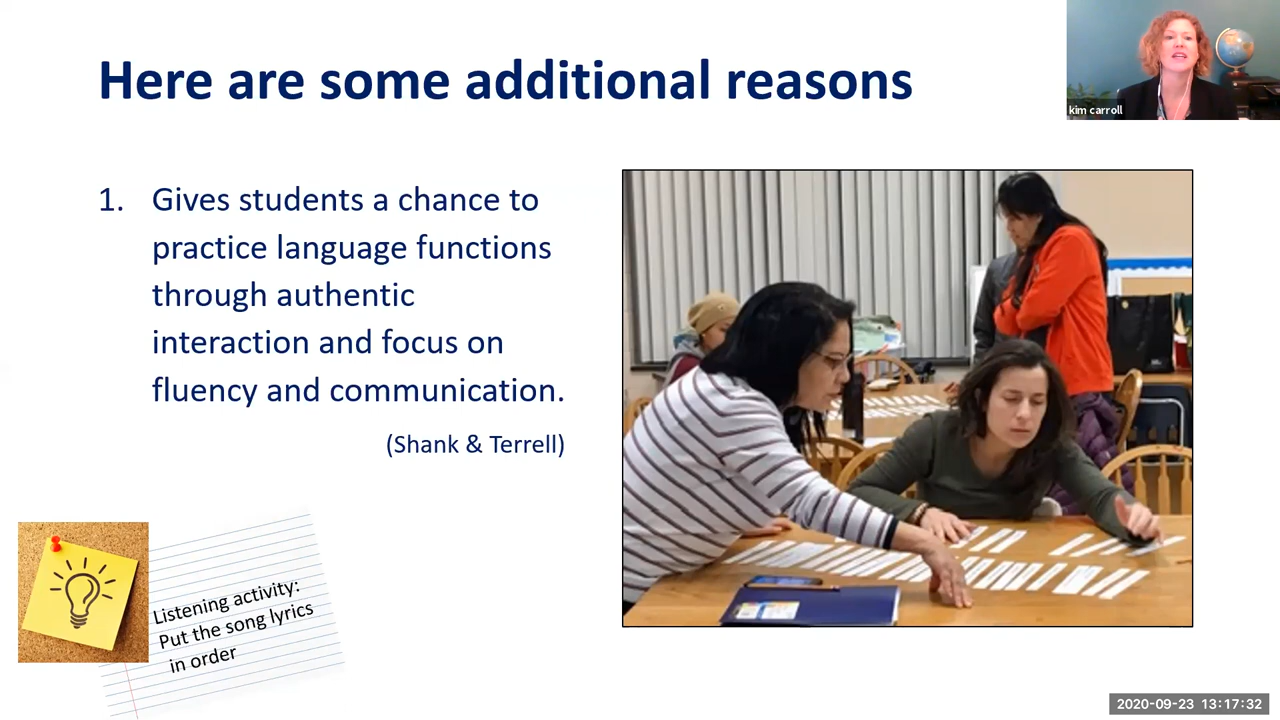 Here are some additional reasons
kim carroll
1. Gives students a chance to
practice language functions
through authentic
interaction and focus on
fluency and communication.
(Shank & Terrell)
Listening activity:
Put the song lyrics
in order
2020-09-23 13:17:32